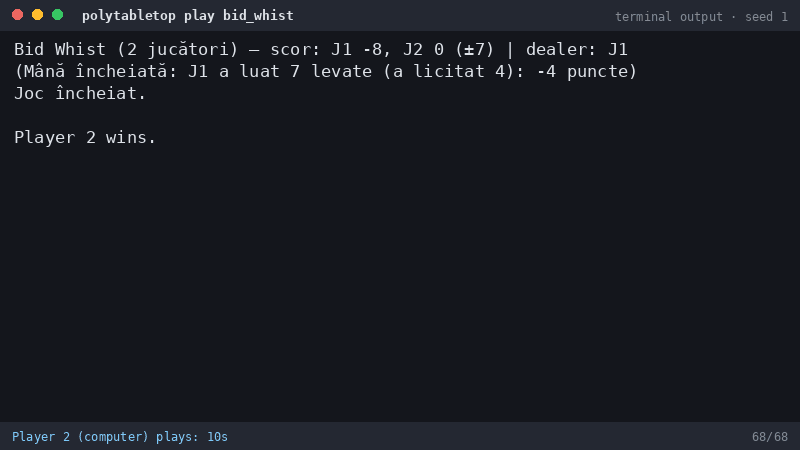 polytabletop play bid_whist
terminal output · seed 1
Bid Whist (2 jucători) — scor: J1 -8, J2 0 (±7) | dealer: J1
(Mână încheiată: J1 a luat 7 levate (a licitat 4): -4 puncte)
Joc încheiat.
Player 2 wins.
Player 2 (computer) plays: 10s
68/68